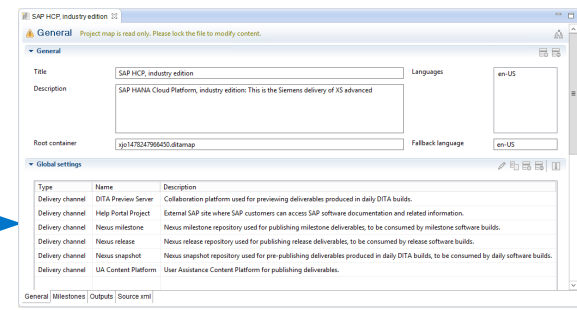 SAP HCP, industry edition
General Project map is read only. Please lock the file to modify content.
General
Title SAP HCP, industry edition Languages en-US
Description SAP HANA Cloud Platform, industry edition: This is the Siemens delivery of XS advanced
Root container xjo1478247966450.ditamap Fallback language en-US
Global settings
Type Name Description
Delivery channel DITA Preview Server Collaboration platform used for previewing deliverables produced in daily DITA builds.
Delivery channel Help Portal Project External SAP site where SAP customers can access SAP software documentation and related information.
Delivery channel Nexus milestone Nexus milestone repository used for publishing milestone deliverables, to be consumed by milestone software builds.
Delivery channel Nexus release Nexus release repository used for publishing release deliverables, to be consumed by release software builds.
Delivery channel Nexus snapshot Nexus snapshot repository used for pre-publishing deliverables produced in daily DITA builds, to be consumed by daily software builds.
Delivery channel UA Content Platform User Assistance Content Platform for publishing deliverables.
General Milestones Outputs Source xml